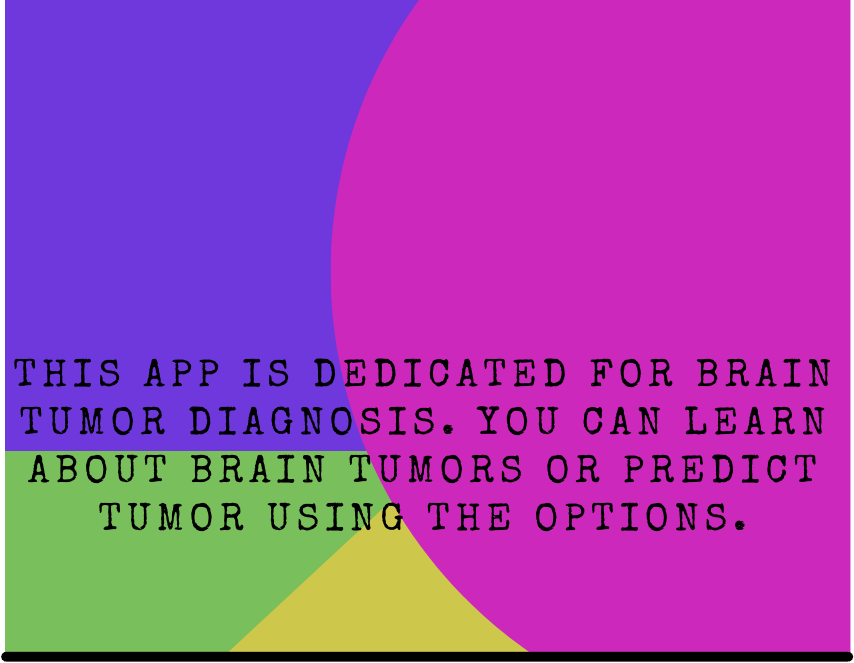 THIS APP IS DEDICATED FOR BRAIN
TUMOR DIAGNOSIS. YOU CAN LEARN
ABOUT BRAIN TUMORS OR PREDICT
TUMOR USING THE OPTIONS.